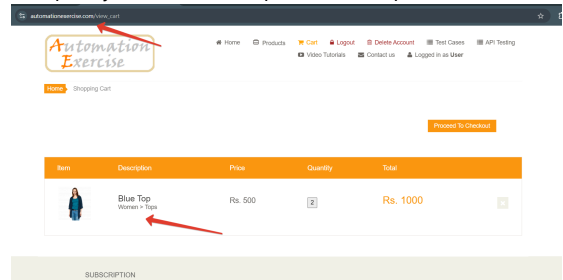 automationexercise.com/view_cart
Automation
Exercise
Home Products Cart Logout Delete Account Test Cases API Testing
Video Tutorials Contact us Logged in as User
Home Shopping Cart
Proceed To Checkout
Item Description Price Quantity Total
Blue Top
Women > Tops
Rs. 500 2 Rs. 1000
SUBSCRIPTION